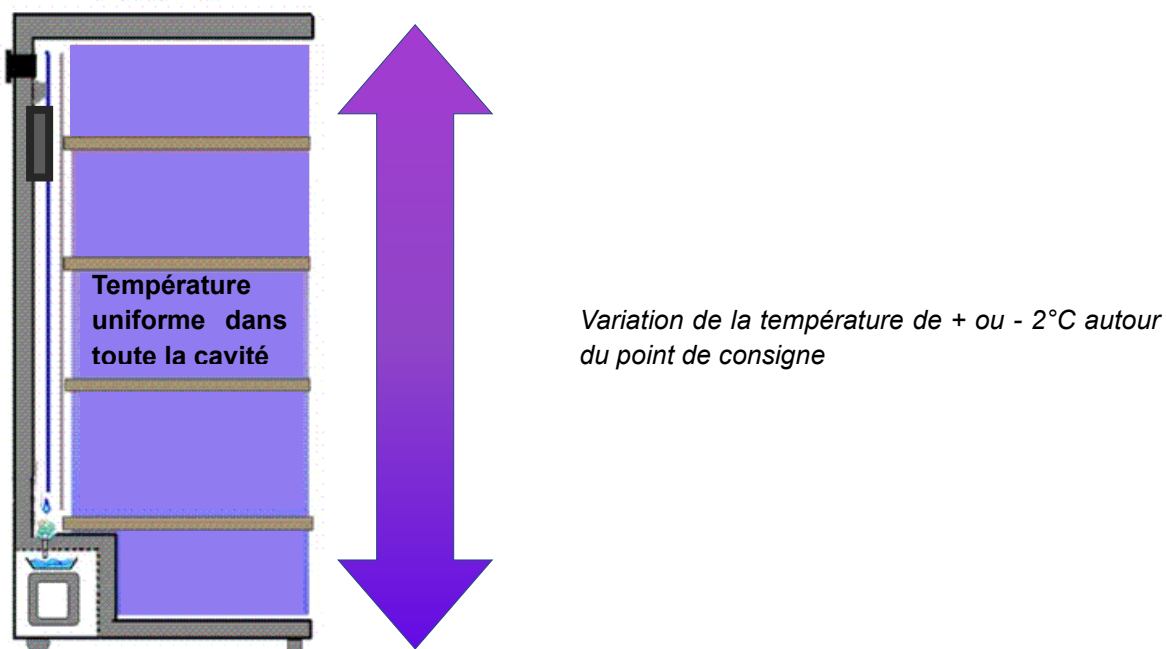 Température
uniforme dans
toute la cavité
Variation de la température de + ou - 2°C autour
du point de consigne